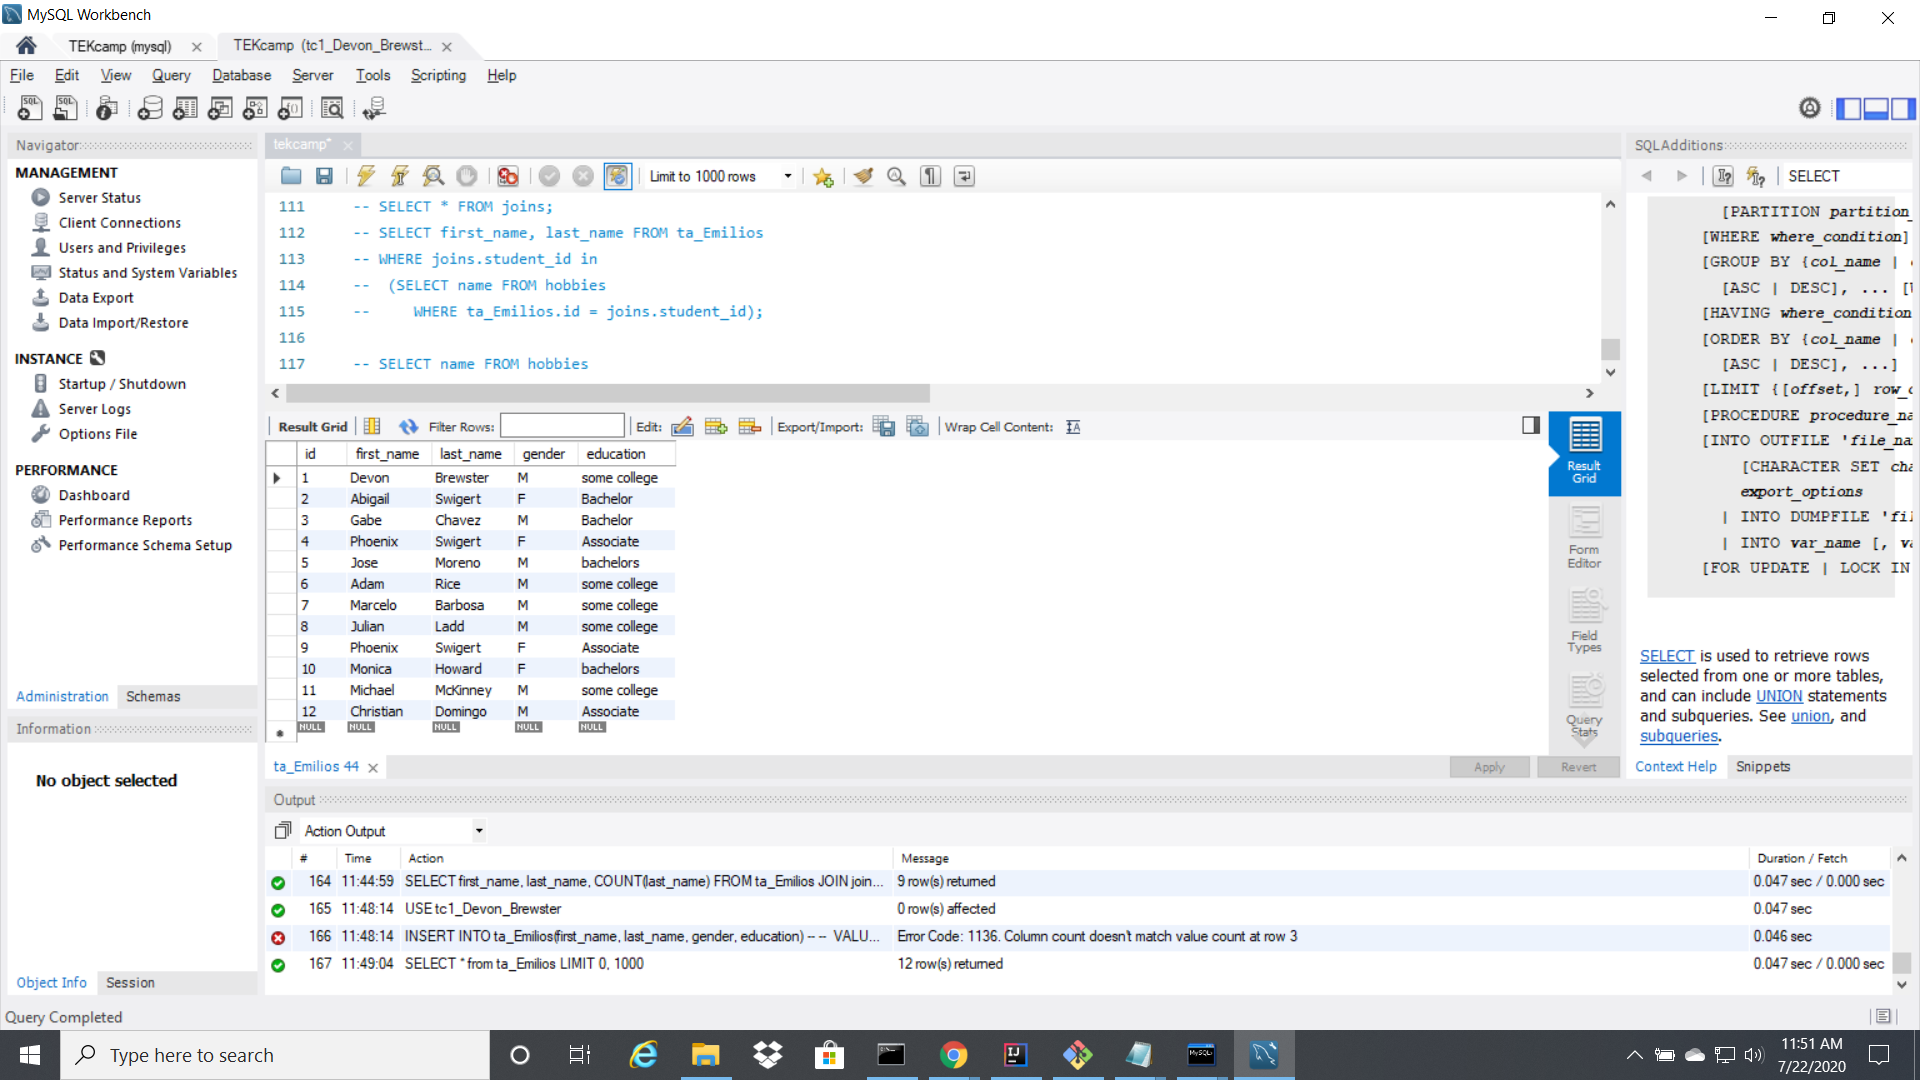 MySQL Workbench
TEKcamp (mysql)
TEKcamp (tc1_Devon_Brewst...
File Edit View Query Database Server Tools Scripting Help
Navigator
MANAGEMENT
Server Status
Client Connections
Users and Privileges
Status and System Variables
Data Export
Data Import/Restore
INSTANCE
Startup / Shutdown
Server Logs
Options File
PERFORMANCE
Dashboard
Performance Reports
Performance Schema Setup
Administration Schemas
Information
No object selected
Object Info Session
Query Completed
tekcamp*
Limit to 1000 rows
111 -- SELECT * FROM joins;
112 -- SELECT first_name, last_name FROM ta_Emilios
113 -- WHERE joins.student_id in
114 -- (SELECT name FROM hobbies
115 -- WHERE ta_Emilios.id = joins.student_id);
116
117 -- SELECT name FROM hobbies
Result Grid Filter Rows: Edit: Export/Import: Wrap Cell Content:
id first_name last_name gender education
1 Devon Brewster M some college
2 Abigail Swigert F Bachelor
3 Gabe Chavez M Bachelor
4 Phoenix Swigert F Associate
5 Jose Moreno M bachelors
6 Adam Rice M some college
7 Marcelo Barbosa M some college
8 Julian Ladd M some college
9 Phoenix Swigert F Associate
10 Monica Howard F bachelors
11 Michael McKinney M some college
12 Christian Domingo M Associate
NULL NULL NULL NULL NULL
Result
Grid
Form
Editor
Field
Types
Query
Stats
ta_Emilios 44
Apply Revert
Output
Action Output
# Time Action Message Duration / Fetch
164 11:44:59 SELECT first_name, last_name, COUNT(last_name) FROM ta_Emilios JOIN join... 9 row(s) returned 0.047 sec / 0.000 sec
165 11:48:14 USE tc1_Devon_Brewster 0 row(s) affected 0.047 sec
166 11:48:14 INSERT INTO ta_Emilios(first_name, last_name, gender, education) -- -- VALU... Error Code: 1136. Column count doesn't match value count at row 3 0.046 sec
167 11:49:04 SELECT * from ta_Emilios LIMIT 0, 1000 12 row(s) returned 0.047 sec / 0.000 sec
SQLAdditions
SELECT
[PARTITION partition_
[WHERE where_condition]
[GROUP BY {col_name |
[ASC | DESC], ... [
[HAVING where_condition
[ORDER BY {col_name |
[ASC | DESC], ...]
[LIMIT {[offset,] row_c
[PROCEDURE procedure_na
[INTO OUTFILE 'file_na
[CHARACTER SET cha
export_options
| INTO DUMPFILE 'fi
| INTO var_name [, va
[FOR UPDATE | LOCK IN
SELECT is used to retrieve rows
selected from one or more tables,
and can include UNION statements
and subqueries. See union, and
subqueries.
Context Help Snippets
Type here to search
11:51 AM
7/22/2020